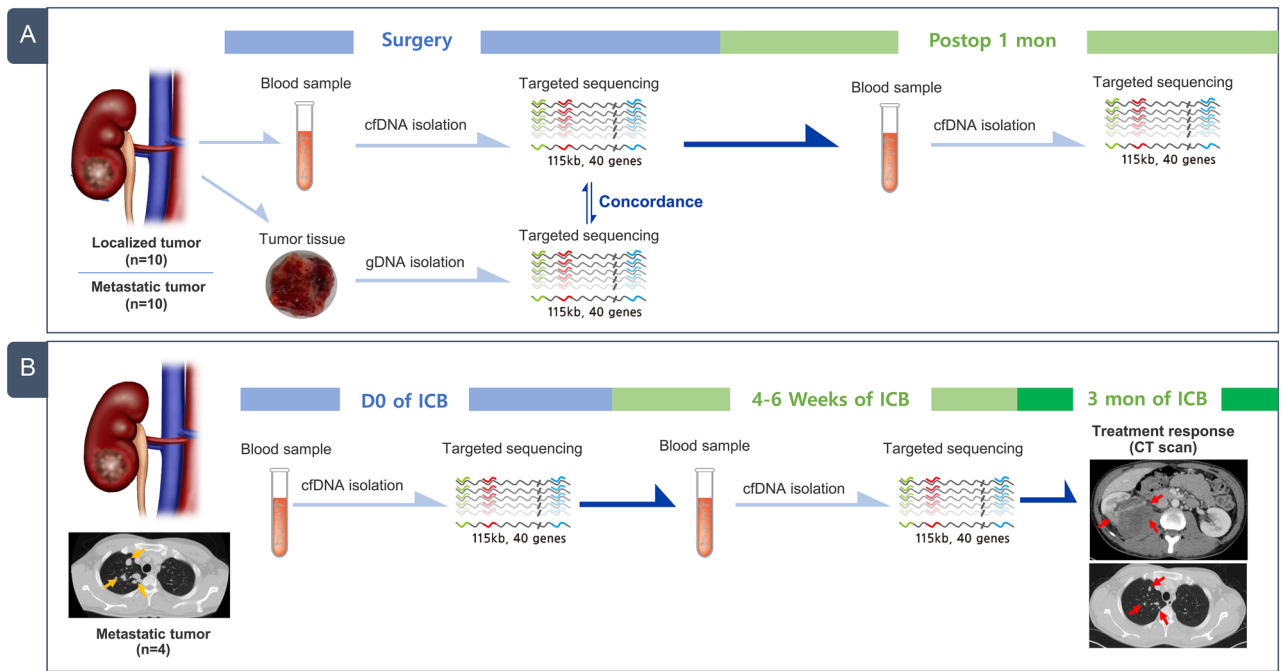 A
Surgery
Postop 1 mon
Blood sample
cfDNA isolation
Targeted sequencing
115kb, 40 genes
Blood sample
cfDNA isolation
Targeted sequencing
115kb, 40 genes
Concordance
Localized tumor
(n=10)
Metastatic tumor
(n=10)
Tumor tissue
gDNA isolation
Targeted sequencing
115kb, 40 genes
B
D0 of ICB
4-6 Weeks of ICB
3 mon of ICB
Blood sample
cfDNA isolation
Targeted sequencing
115kb, 40 genes
Blood sample
cfDNA isolation
Targeted sequencing
115kb, 40 genes
Treatment response
(CT scan)
Metastatic tumor
(n=4)